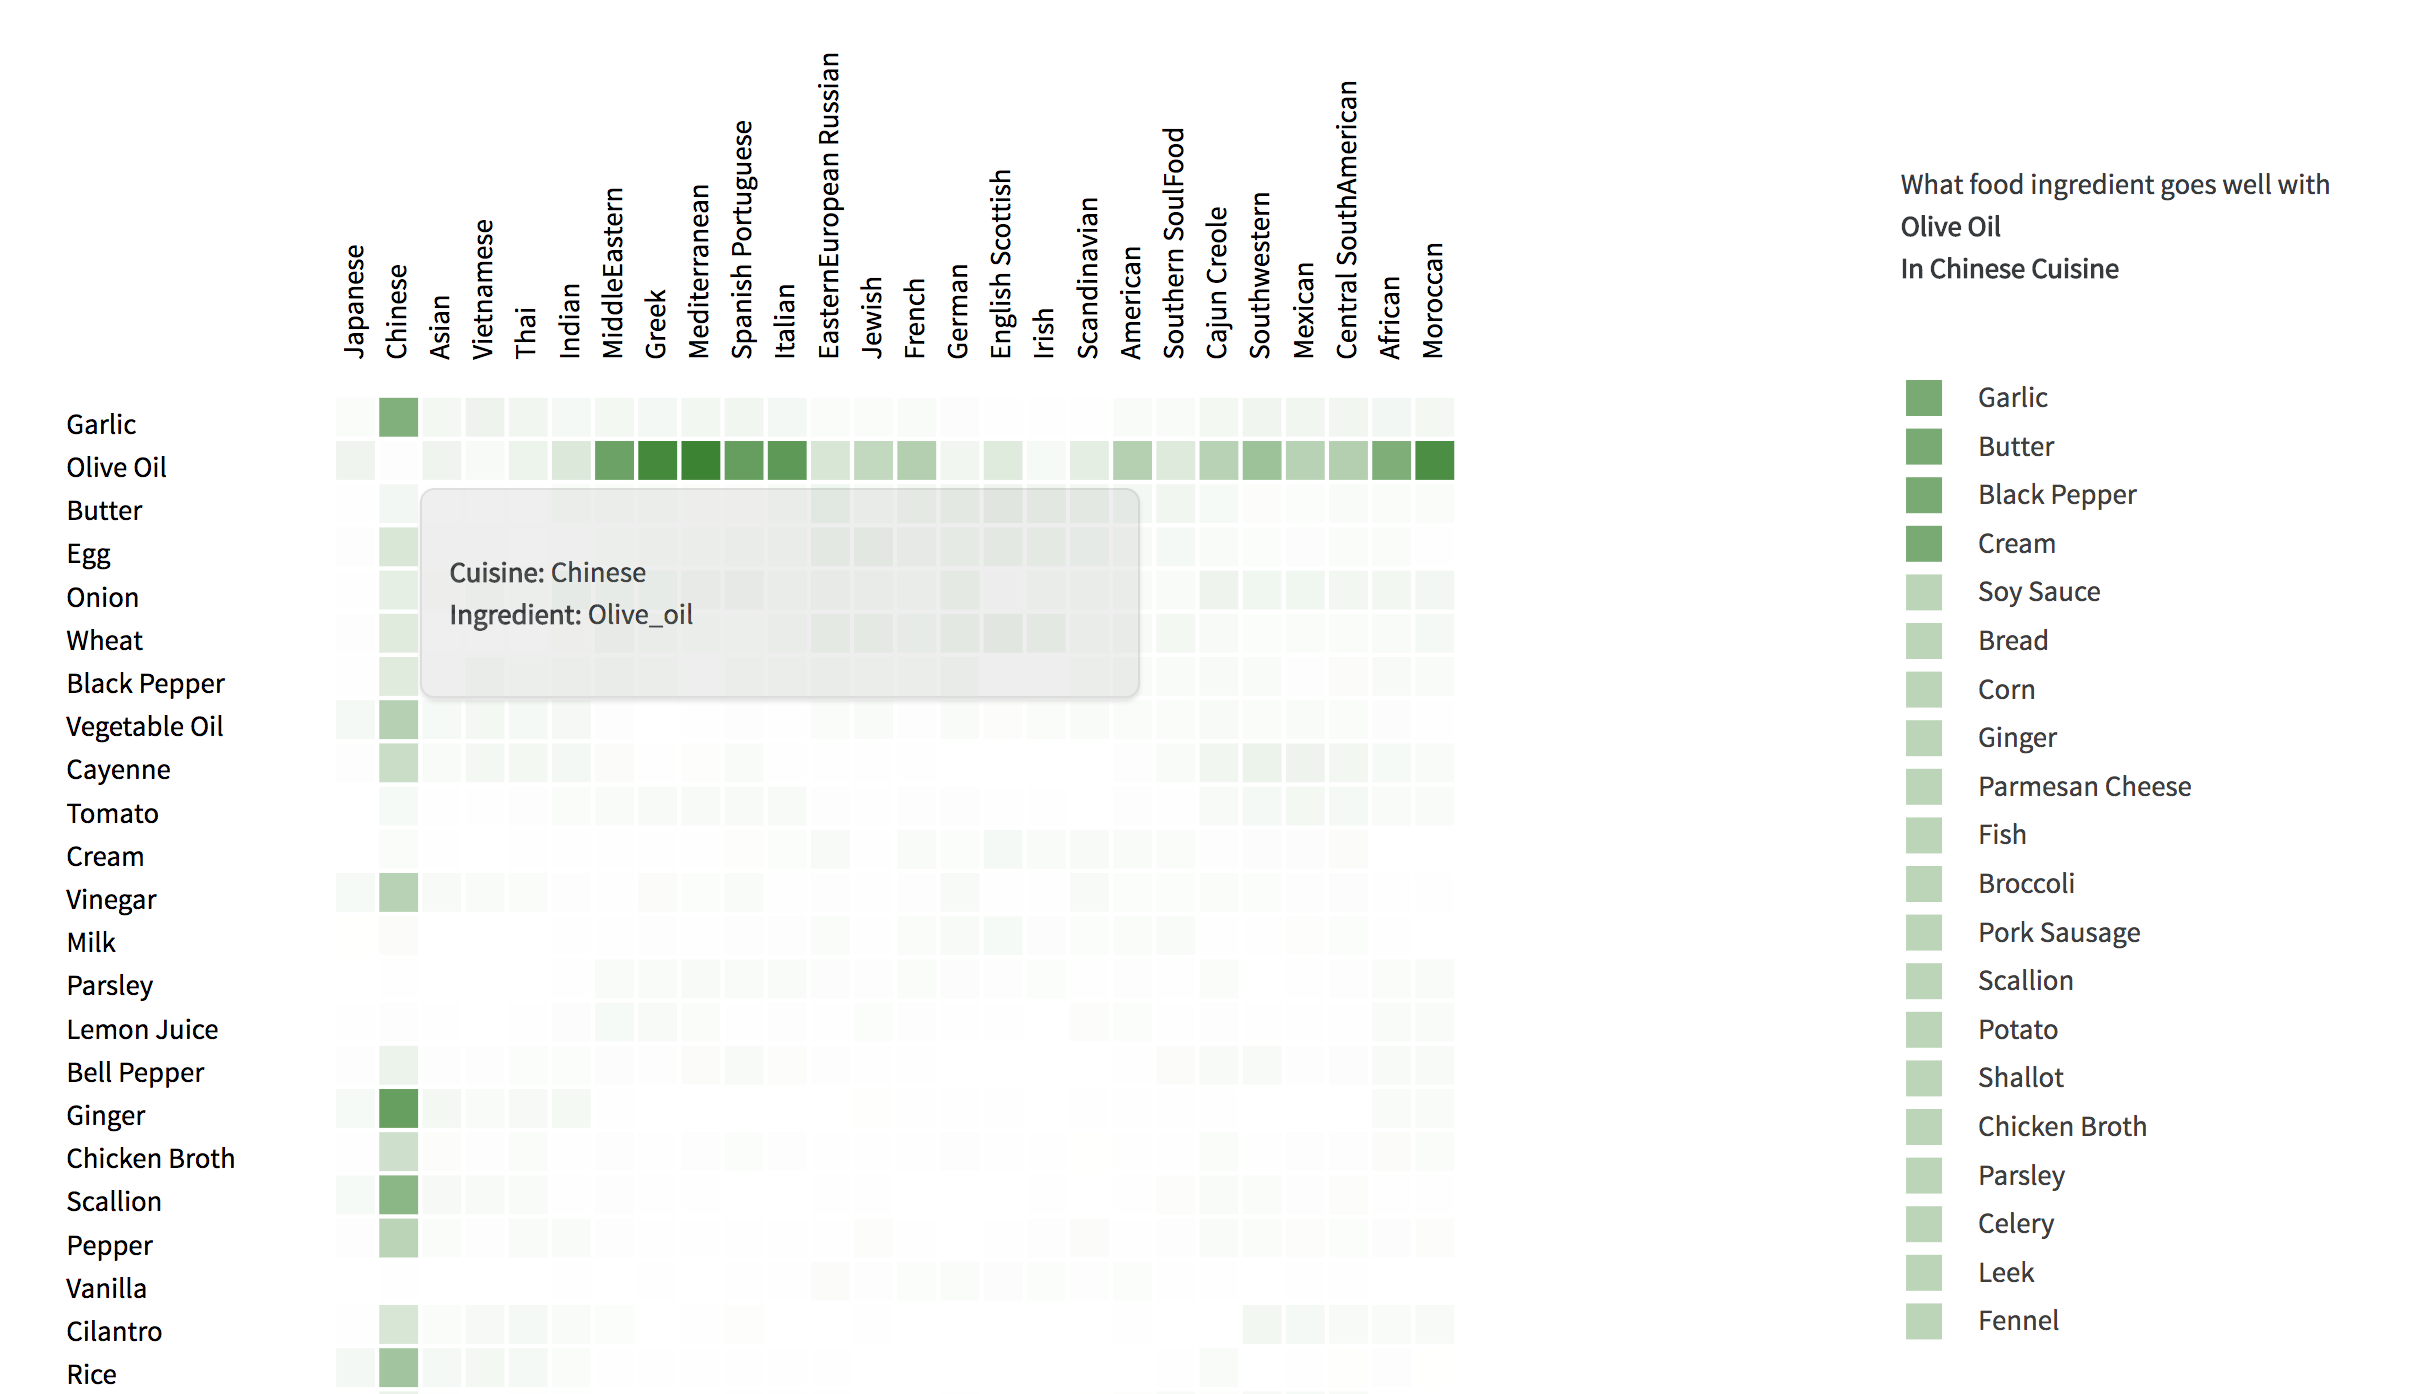 Japanese
Chinese
Asian
Vietnamese
Thai
Indian
MiddleEastern
Greek
Mediterranean
Spanish Portuguese
Italian
EasternEuropean Russian
Jewish
French
German
English Scottish
Irish
Scandinavian
American
Southern SoulFood
Cajun Creole
Southwestern
Mexican
Central SouthAmerican
African
Moroccan
Garlic
Olive Oil
Butter
Egg
Onion
Wheat
Black Pepper
Vegetable Oil
Cayenne
Tomato
Cream
Vinegar
Milk
Parsley
Lemon Juice
Bell Pepper
Ginger
Chicken Broth
Scallion
Pepper
Vanilla
Cilantro
Rice
Cuisine: Chinese
Ingredient: Olive_oil
What food ingredient goes well with
Olive Oil
In Chinese Cuisine
Garlic
Butter
Black Pepper
Cream
Soy Sauce
Bread
Corn
Ginger
Parmesan Cheese
Fish
Broccoli
Pork Sausage
Scallion
Potato
Shallot
Chicken Broth
Parsley
Celery
Leek
Fennel